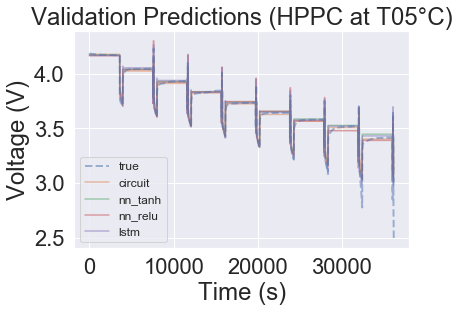 Validation Predictions (HPPC at T05°C)
Voltage (V)
4.0
3.5
3.0
2.5
true
circuit
nn_tanh
nn_relu
lstm
0 10000 20000 30000
Time (s)